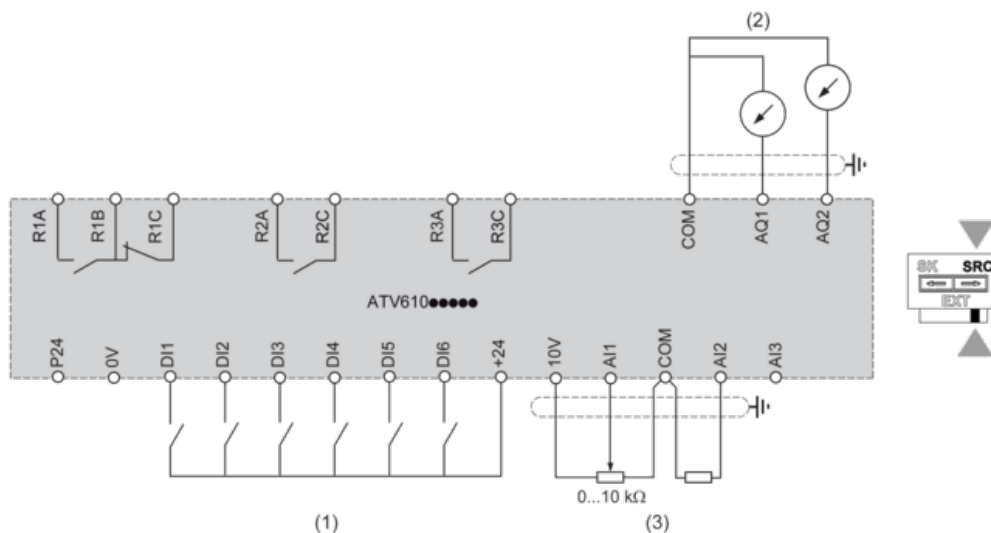 (2)
R1A
R1B
R1C
R2A
R2C
R3A
R3C
COM
AQ1
AQ2
SK SRC
EXT
ATV610●●●●●
P24
0V
DI1
DI2
DI3
DI4
DI5
DI6
+24
10V
AI1
COM
AI2
AI3
0...10 kΩ
(1)
(3)